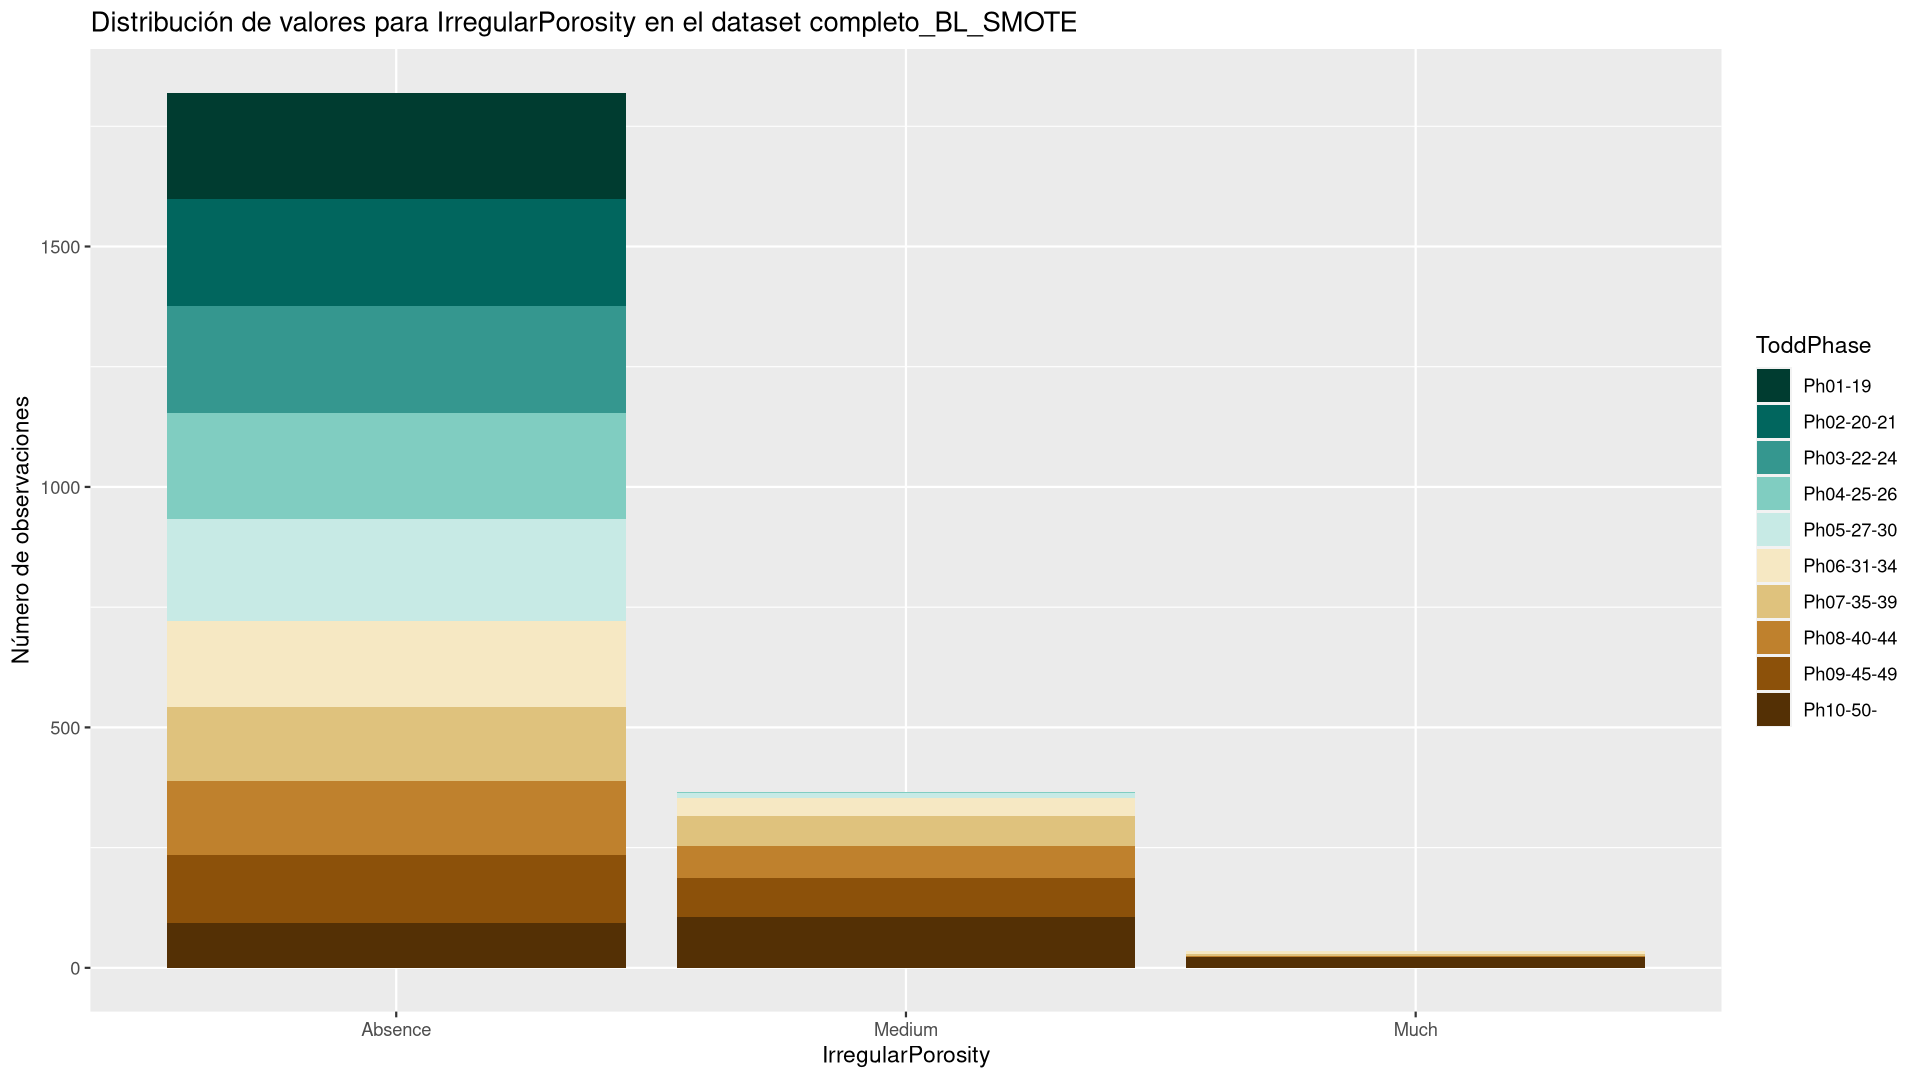 Distribución de valores para IrregularPorosity en el dataset completo_BL_SMOTE
Número de observaciones
1500
1000
500
0
Absence
Medium
Much
IrregularPorosity
ToddPhase
Ph01-19
Ph02-20-21
Ph03-22-24
Ph04-25-26
Ph05-27-30
Ph06-31-34
Ph07-35-39
Ph08-40-44
Ph09-45-49
Ph10-50-